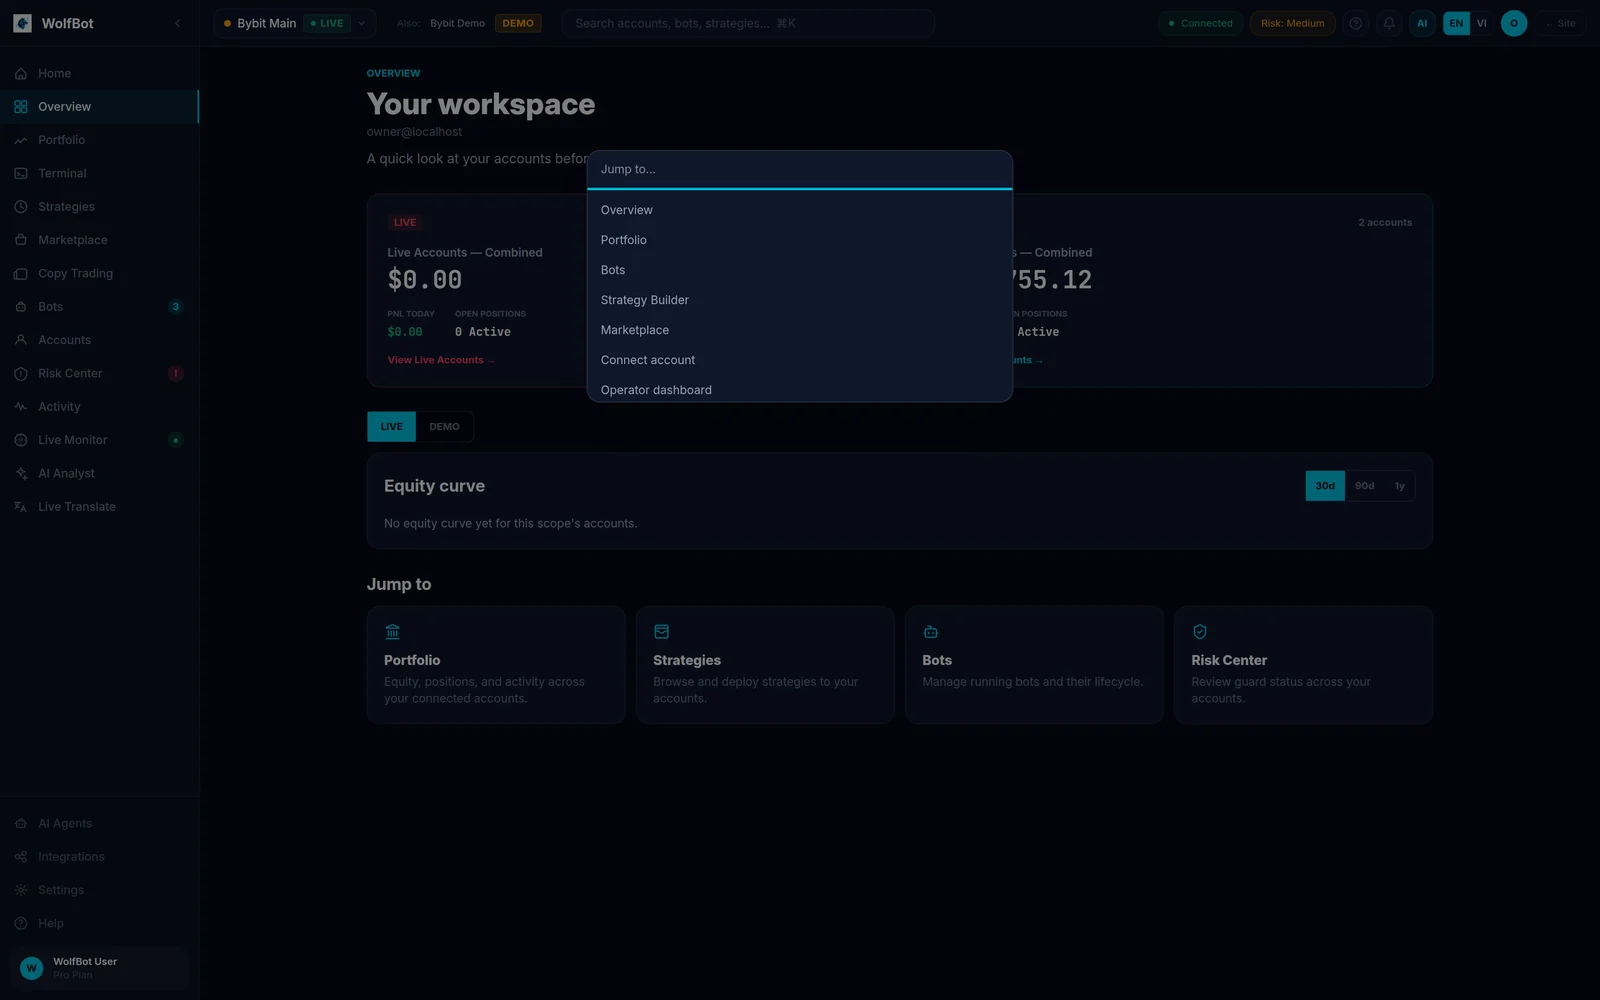 WolfBot
Bybit Main
LIVE
Also:
Bybit Demo
DEMO
Search accounts, bots, strategies... ⌘K
Connected
Risk: Medium
AI
EN
VI
O
← Site
Home
Overview
Portfolio
Terminal
Strategies
Marketplace
Copy Trading
Bots
3
Accounts
Risk Center
!
Activity
Live Monitor
AI Analyst
Live Translate
AI Agents
Integrations
Settings
Help
W
WolfBot User
Pro Plan
OVERVIEW
Your workspace
owner@localhost
A quick look at your accounts befor
Jump to...
Overview
Portfolio
Bots
Strategy Builder
Marketplace
Connect account
Operator dashboard
LIVE
Live Accounts — Combined
$0.00
PNL TODAY
OPEN POSITIONS
$0.00
0 Active
View Live Accounts →
2 accounts
s — Combined
755.12
N POSITIONS
Active
unts →
LIVE
DEMO
Equity curve
30d
90d
1y
No equity curve yet for this scope's accounts.
Jump to
Portfolio
Equity, positions, and activity across
your connected accounts.
Strategies
Browse and deploy strategies to your
accounts.
Bots
Manage running bots and their lifecycle.
Risk Center
Review guard status across your
accounts.